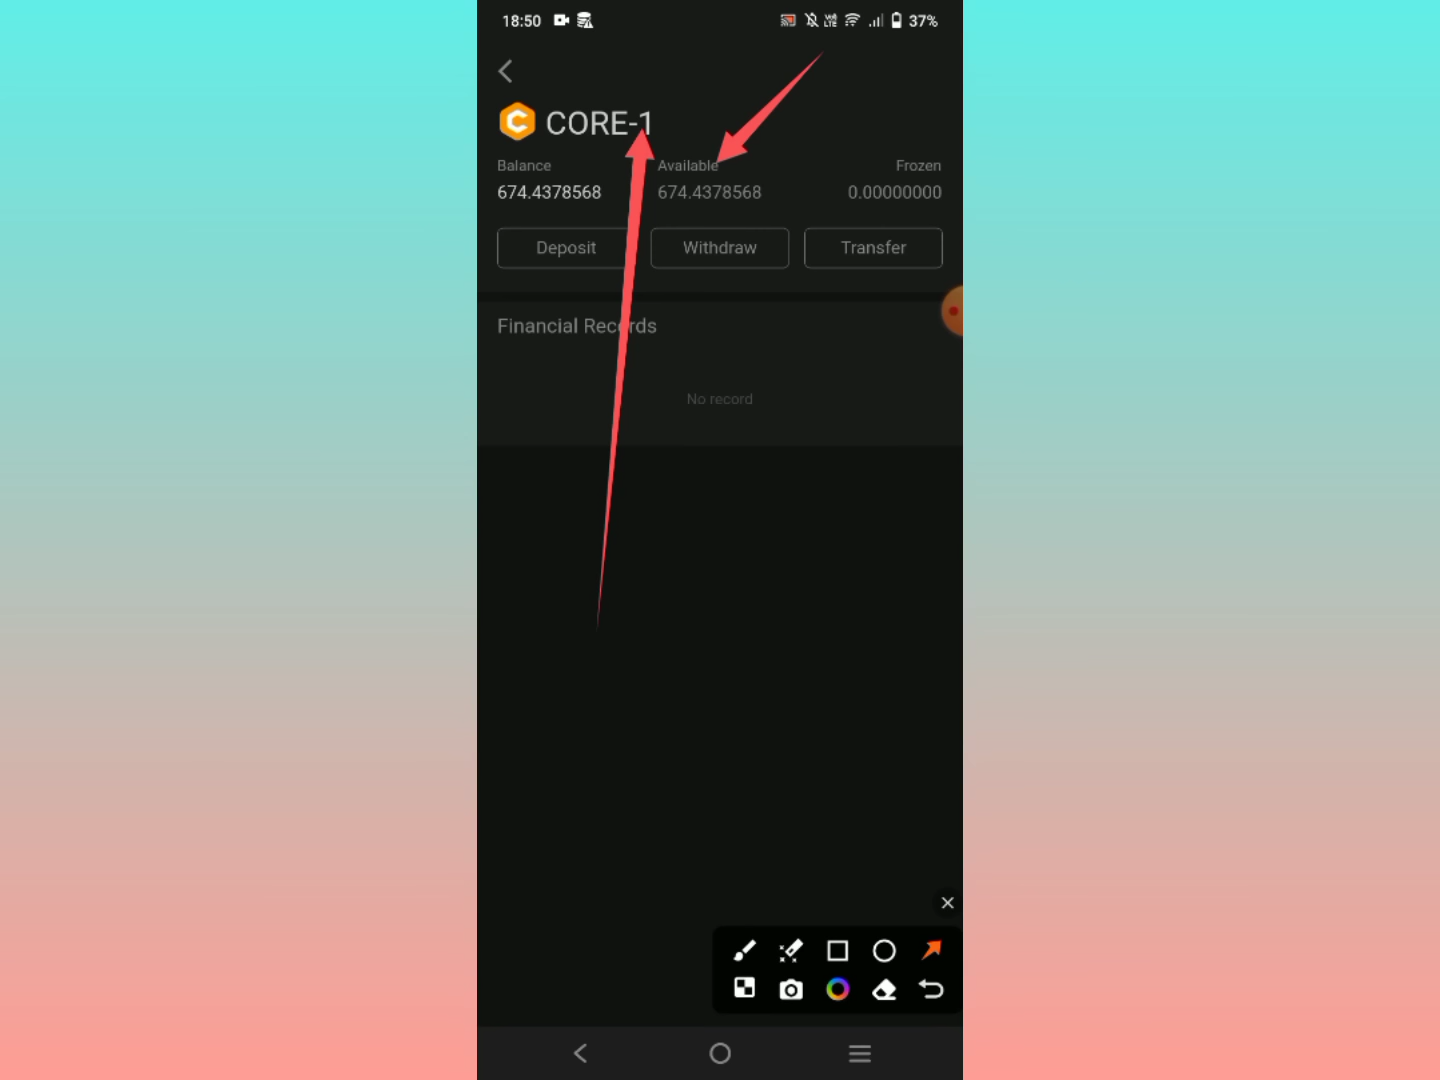 18:50 37%
CORE-1
Balance Available Frozen
674.4378568 674.4378568 0.00000000
Deposit Withdraw Transfer
Financial Records
No record